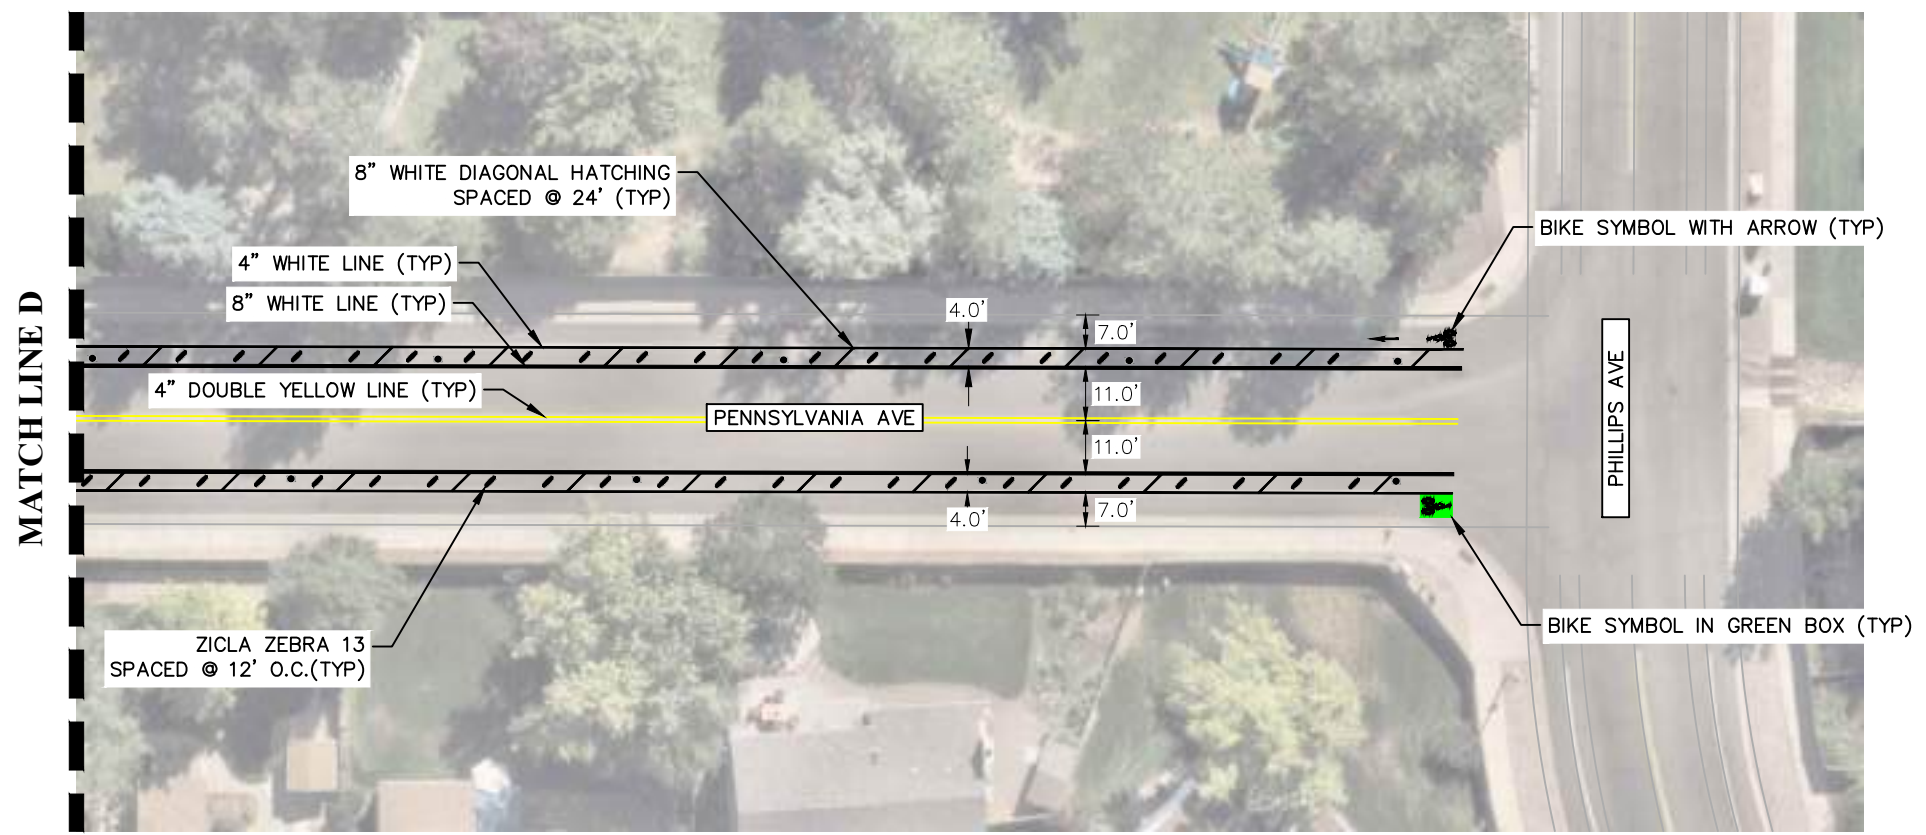 8” WHITE DIAGONAL HATCHING
SPACED @ 24’ (TYP)
BIKE SYMBOL WITH ARROW (TYP)
4” WHITE LINE (TYP)
8” WHITE LINE (TYP)
4.0’
7.0’
4” DOUBLE YELLOW LINE (TYP)
11.0’
PENNSYLVANIA AVE
11.0’
MATCH LINE D
PHILLIPS AVE
4.0’
7.0’
ZICLA ZEBRA 13
SPACED @ 12’ O.C.(TYP)
BIKE SYMBOL IN GREEN BOX (TYP)